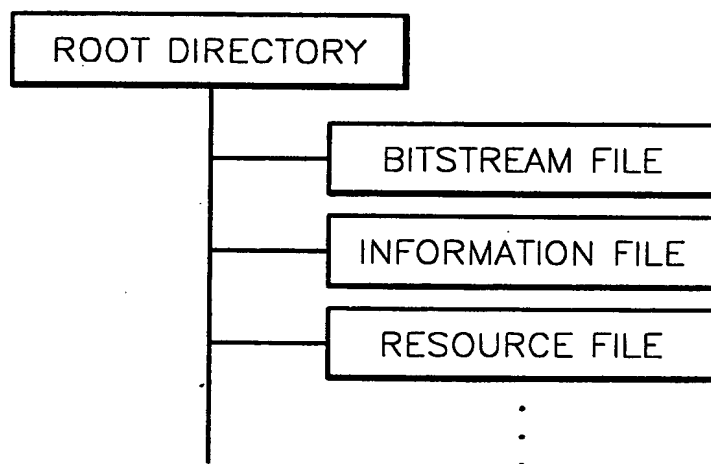 ROOT DIRECTORY
BITSTREAM FILE
INFORMATION FILE
RESOURCE FILE